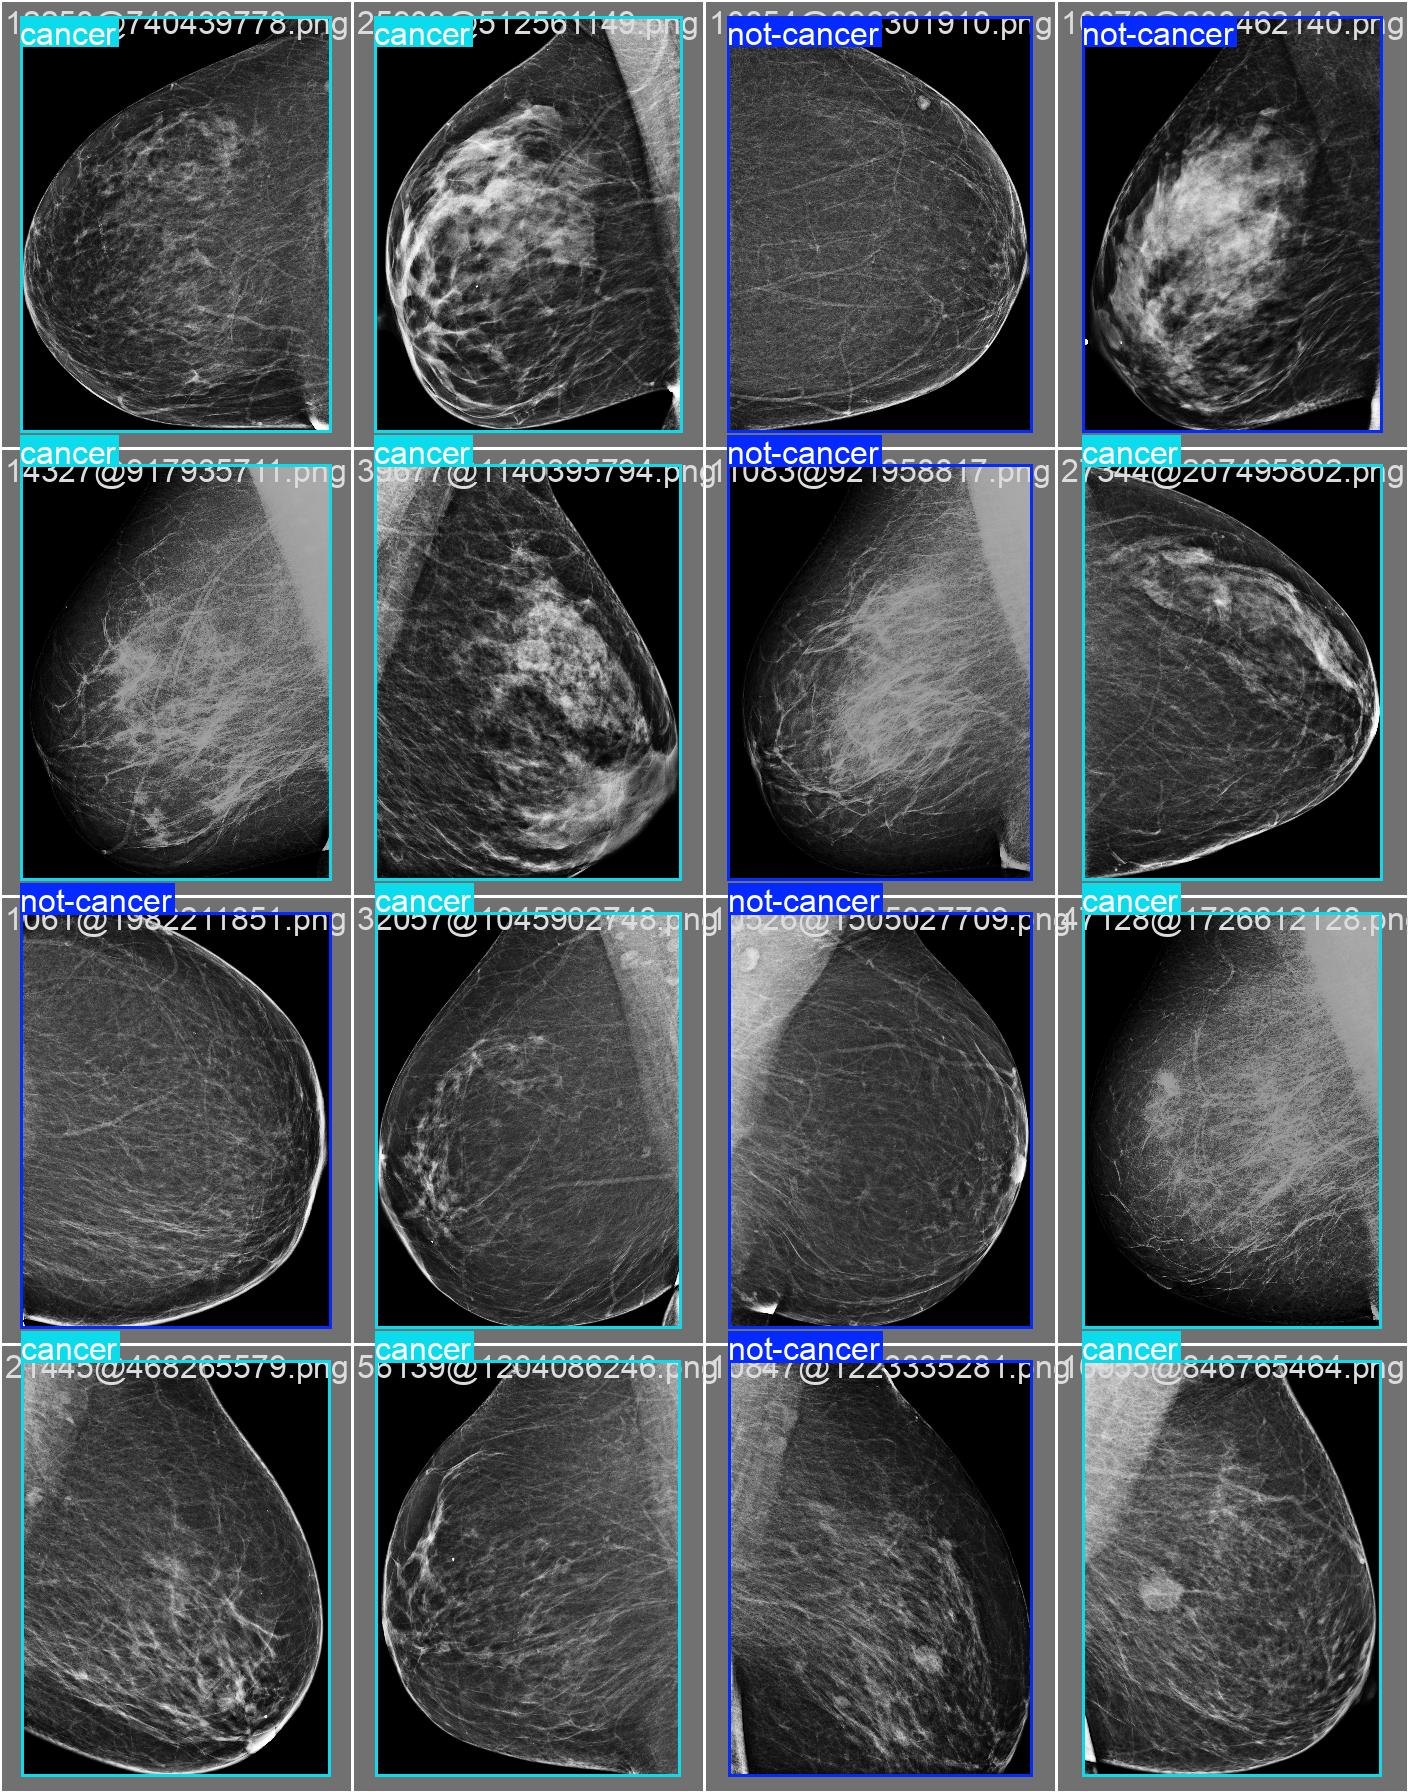 cancer
740439778.png
cancer
512561149.png
not-cancer
301910.png
not-cancer
462140.png
cancer
14327@917935711.png
cancer
@1140395794.png
not-cancer
11083@921958817.png
cancer
27344@207495802.png
not-cancer
1061@1982211851.png
cancer
32057@1045902748.png
not-cancer
@1505027709.png
cancer
47128@1726612128.png
cancer
21445@468265579.png
cancer
56139@1204086246.png
not-cancer
10847@1223335281.png
cancer
@846765464.png